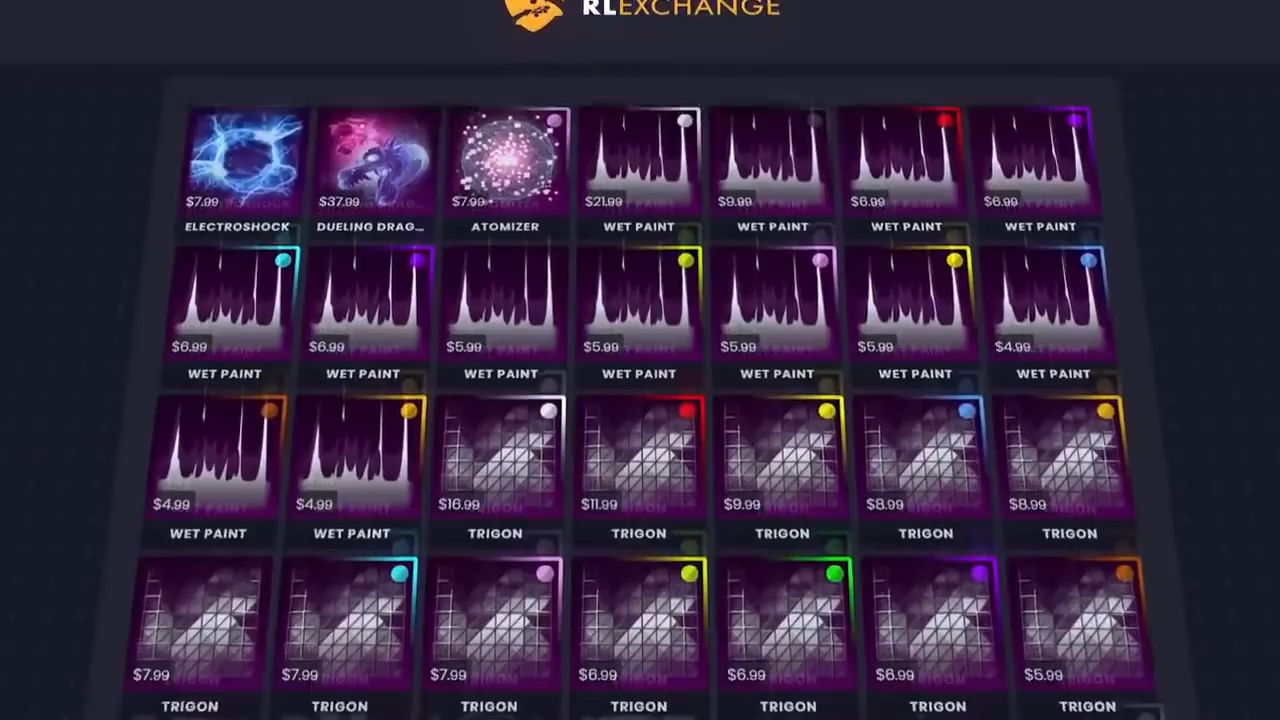 RLEXCHANGE
$7.99 $37.99 $7.99 $21.99 $9.99 $6.99 $6.99
ELECTROSHOCK DUELING DRAG... ATOMIZER WET PAINT WET PAINT WET PAINT WET PAINT
$6.99 $6.99 $5.99 $5.99 $5.99 $5.99 $4.99
WET PAINT WET PAINT WET PAINT WET PAINT WET PAINT WET PAINT WET PAINT
$4.99 $4.99 $16.99 $11.99 $9.99 $8.99 $8.99
WET PAINT WET PAINT TRIGON TRIGON TRIGON TRIGON TRIGON
$7.99 $7.99 $7.99 $6.99 $6.99 $6.99 $5.99
TRIGON TRIGON TRIGON TRIGON TRIGON TRIGON TRIGON